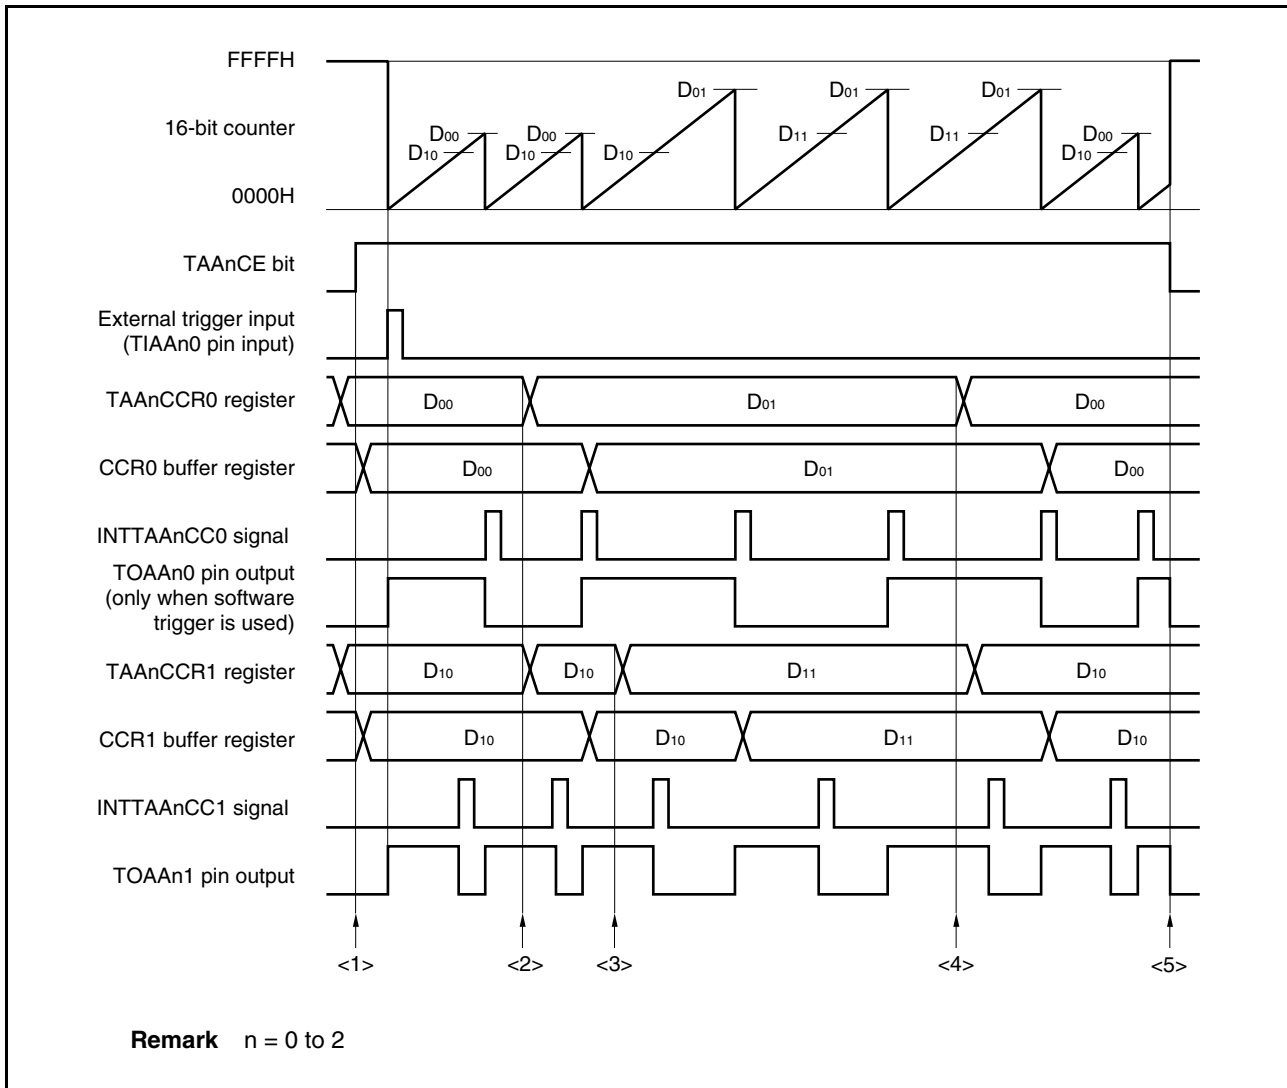 FFFFH
D01 D01 D01
16-bit counter
D00 D00 D11 D11 D00
D10 D10 D10 D10
0000H
TAAnCE bit
External trigger input
(TIAAn0 pin input)
TAAnCCR0 register D00 D01 D00
CCR0 buffer register D00 D01 D00
INTTAAnCC0 signal
TOAAn0 pin output
(only when software
trigger is used)
TAAnCCR1 register D10 D10 D11 D10
CCR1 buffer register D10 D10 D11 D10
INTTAAnCC1 signal
TOAAn1 pin output
<1> <2> <3> <4> <5>
Remark n = 0 to 2